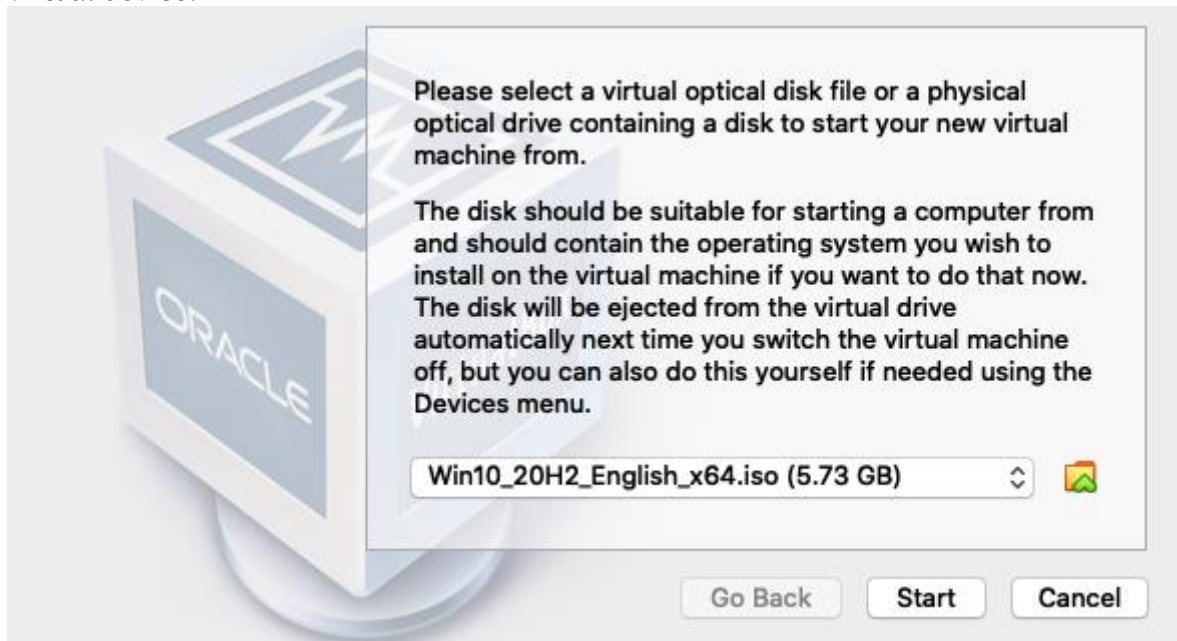 Please select a virtual optical disk file or a physical
optical drive containing a disk to start your new virtual
machine from.
The disk should be suitable for starting a computer from
and should contain the operating system you wish to
install on the virtual machine if you want to do that now.
The disk will be ejected from the virtual drive
automatically next time you switch the virtual machine
off, but you can also do this yourself if needed using the
Devices menu.
ORACLE
Win10_20H2_English_x64.iso (5.73 GB)
Go Back
Start
Cancel